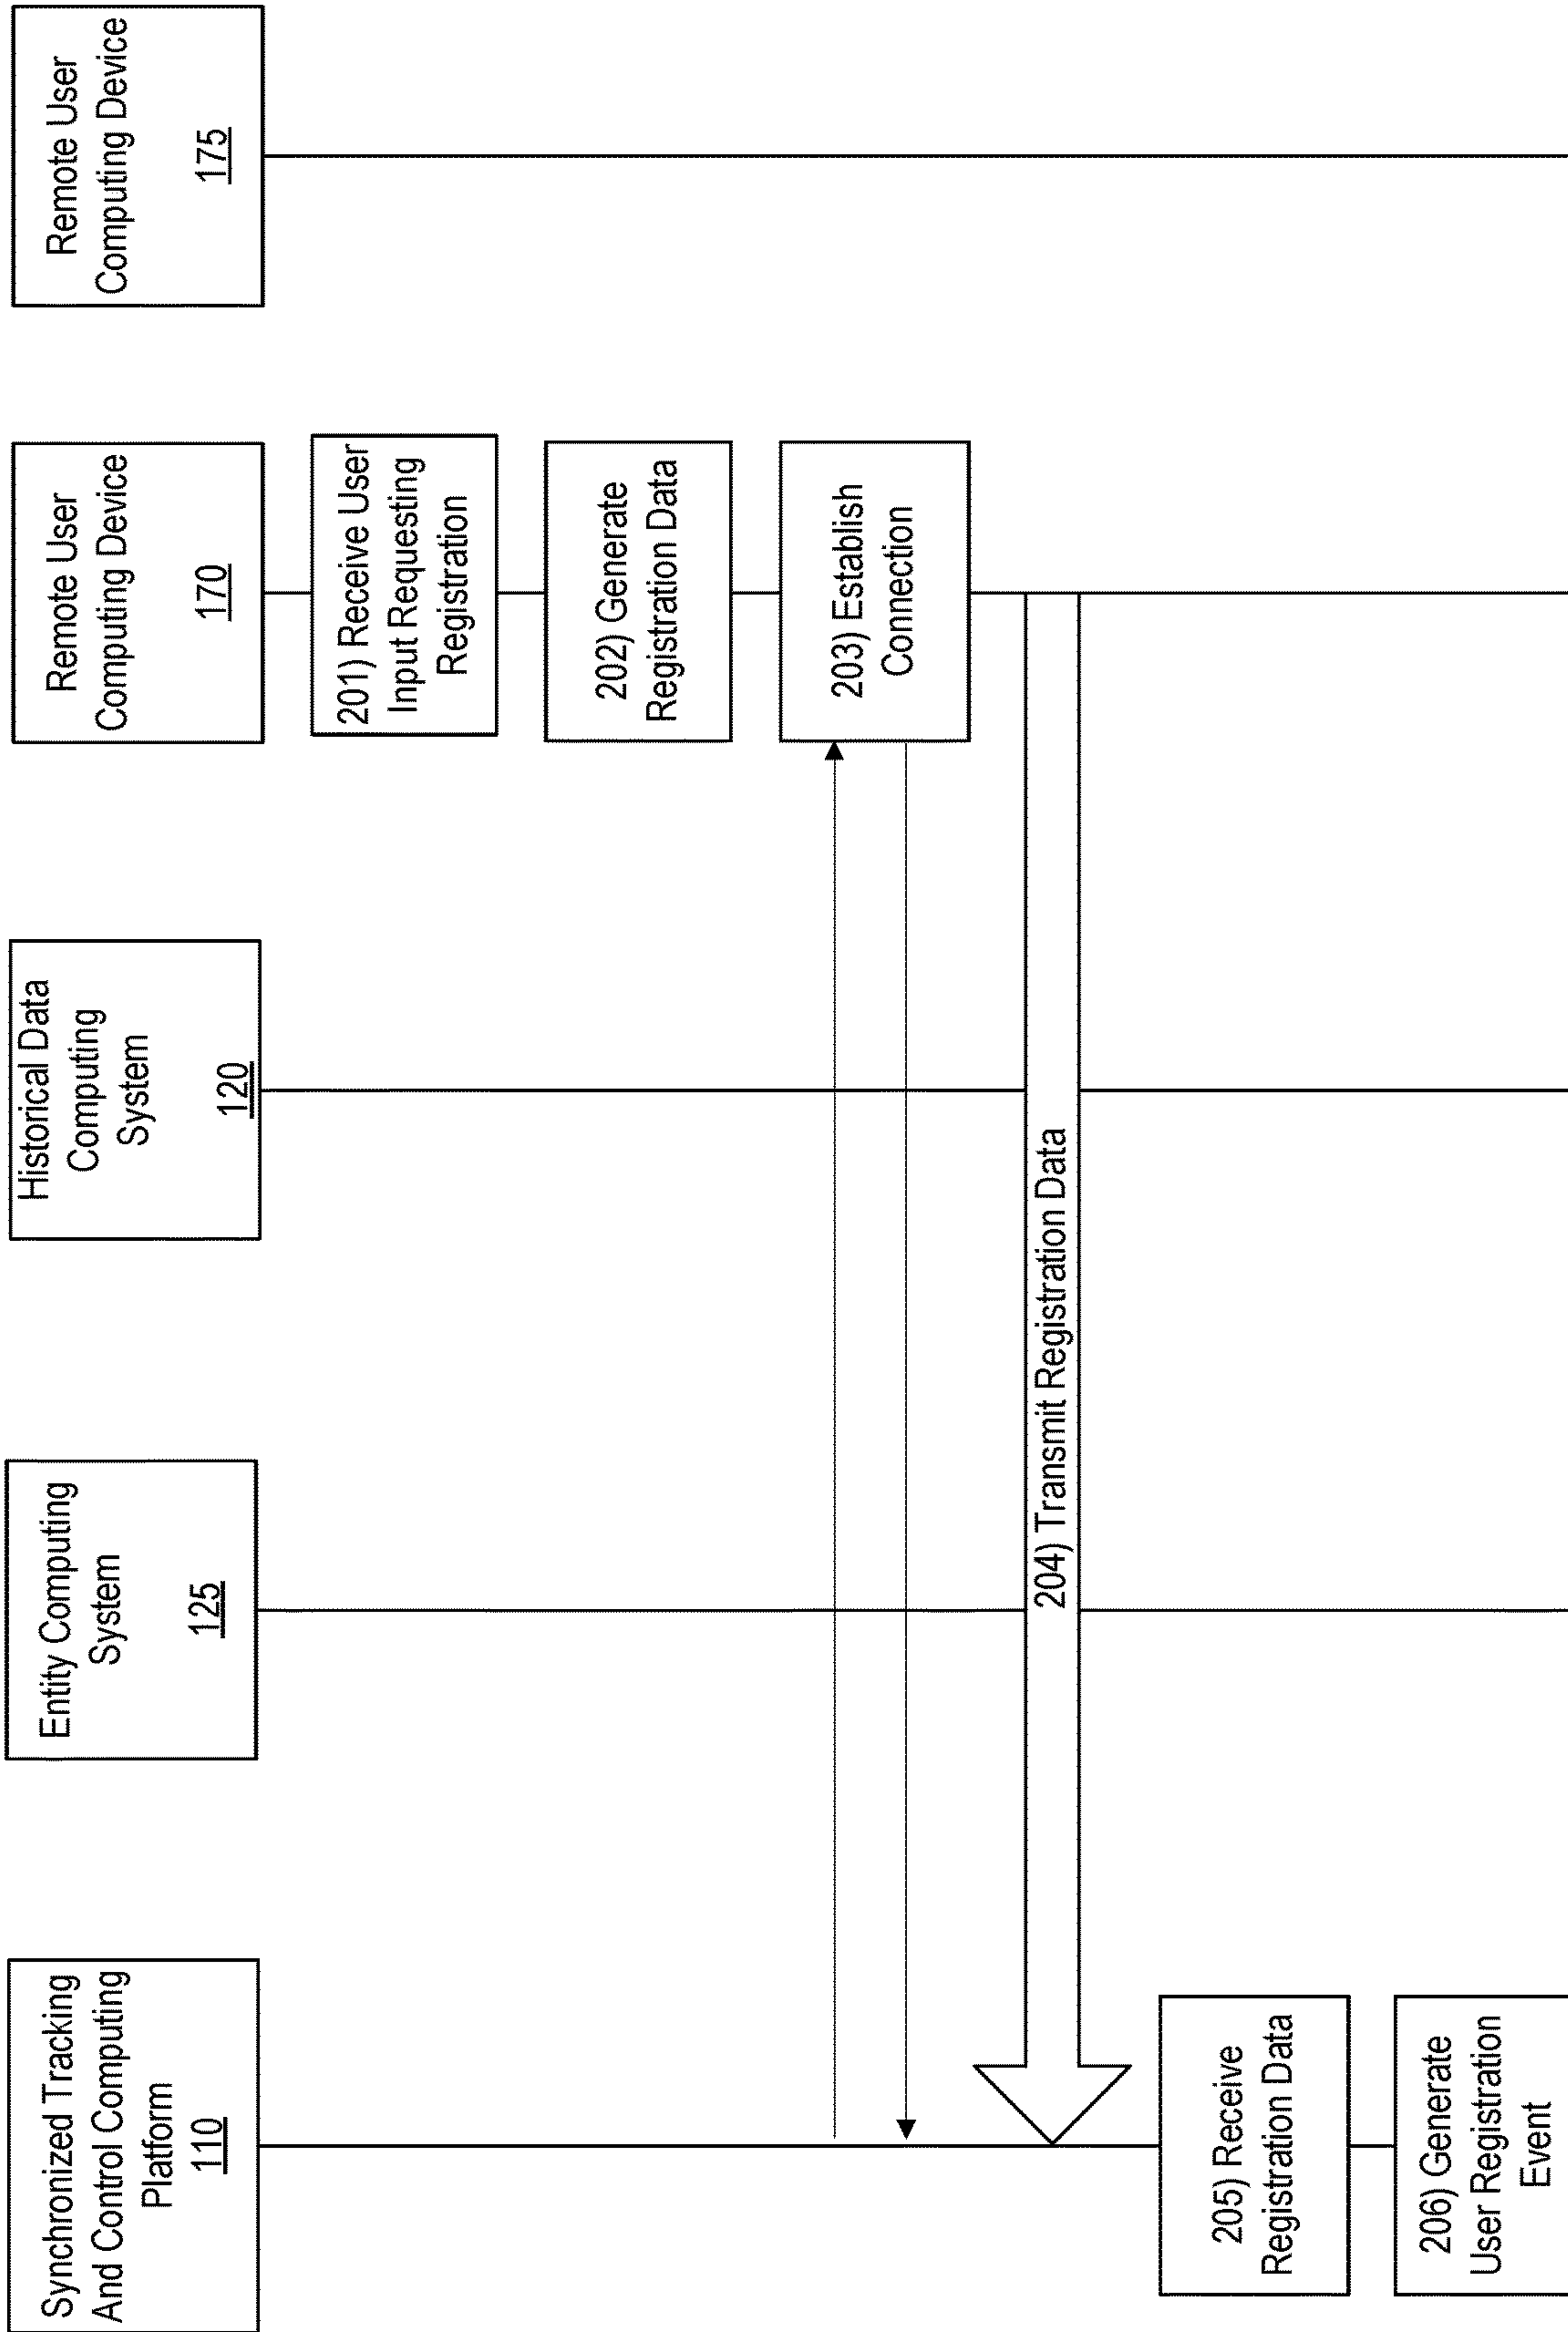 Synchronized Tracking
And Control Computing
Platform
110
Entity Computing
System
125
Historical Data
Computing
System
120
Remote User
Computing Device
170
Remote User
Computing Device
175
201) Receive User
Input Requesting
Registration
202) Generate
Registration Data
203) Establish
Connection
204) Transmit Registration Data
205) Receive
Registration Data
206) Generate
User Registration
Event